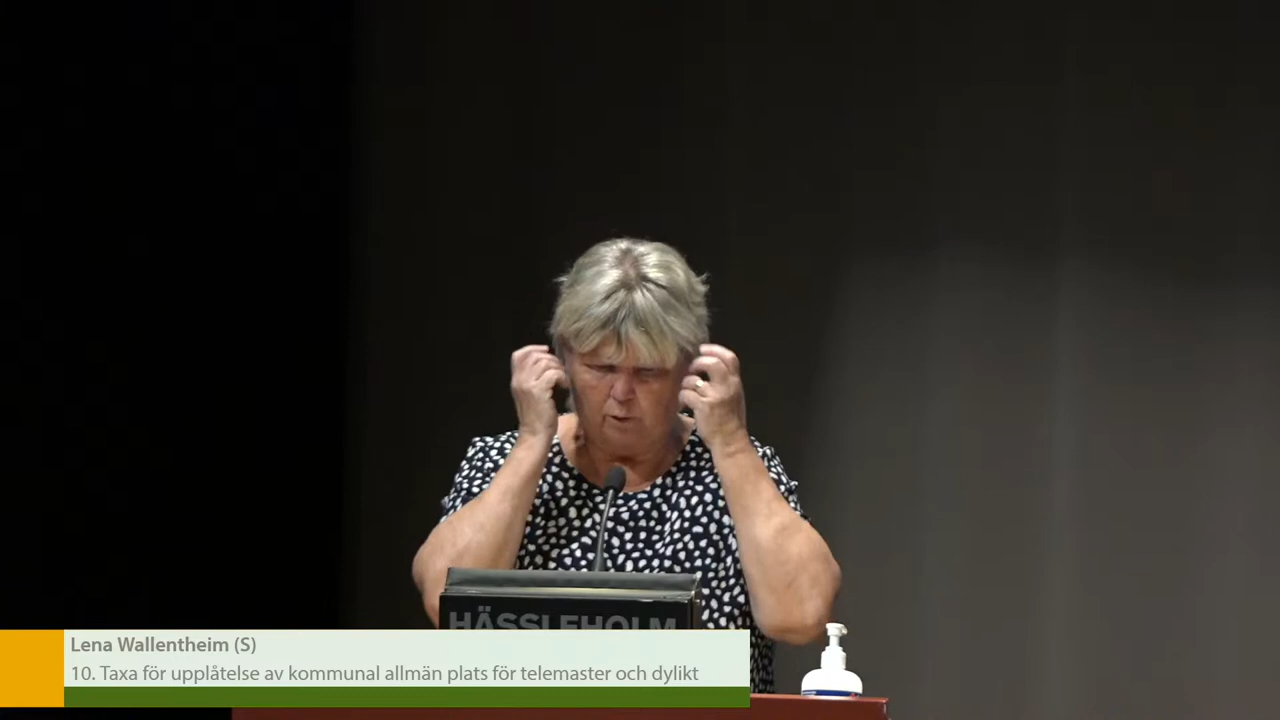 HÄSSLEHOLM
Lena Wallentheim (S)
10. Taxa för upplåtelse av kommunal allmän plats för telemaster och dylikt